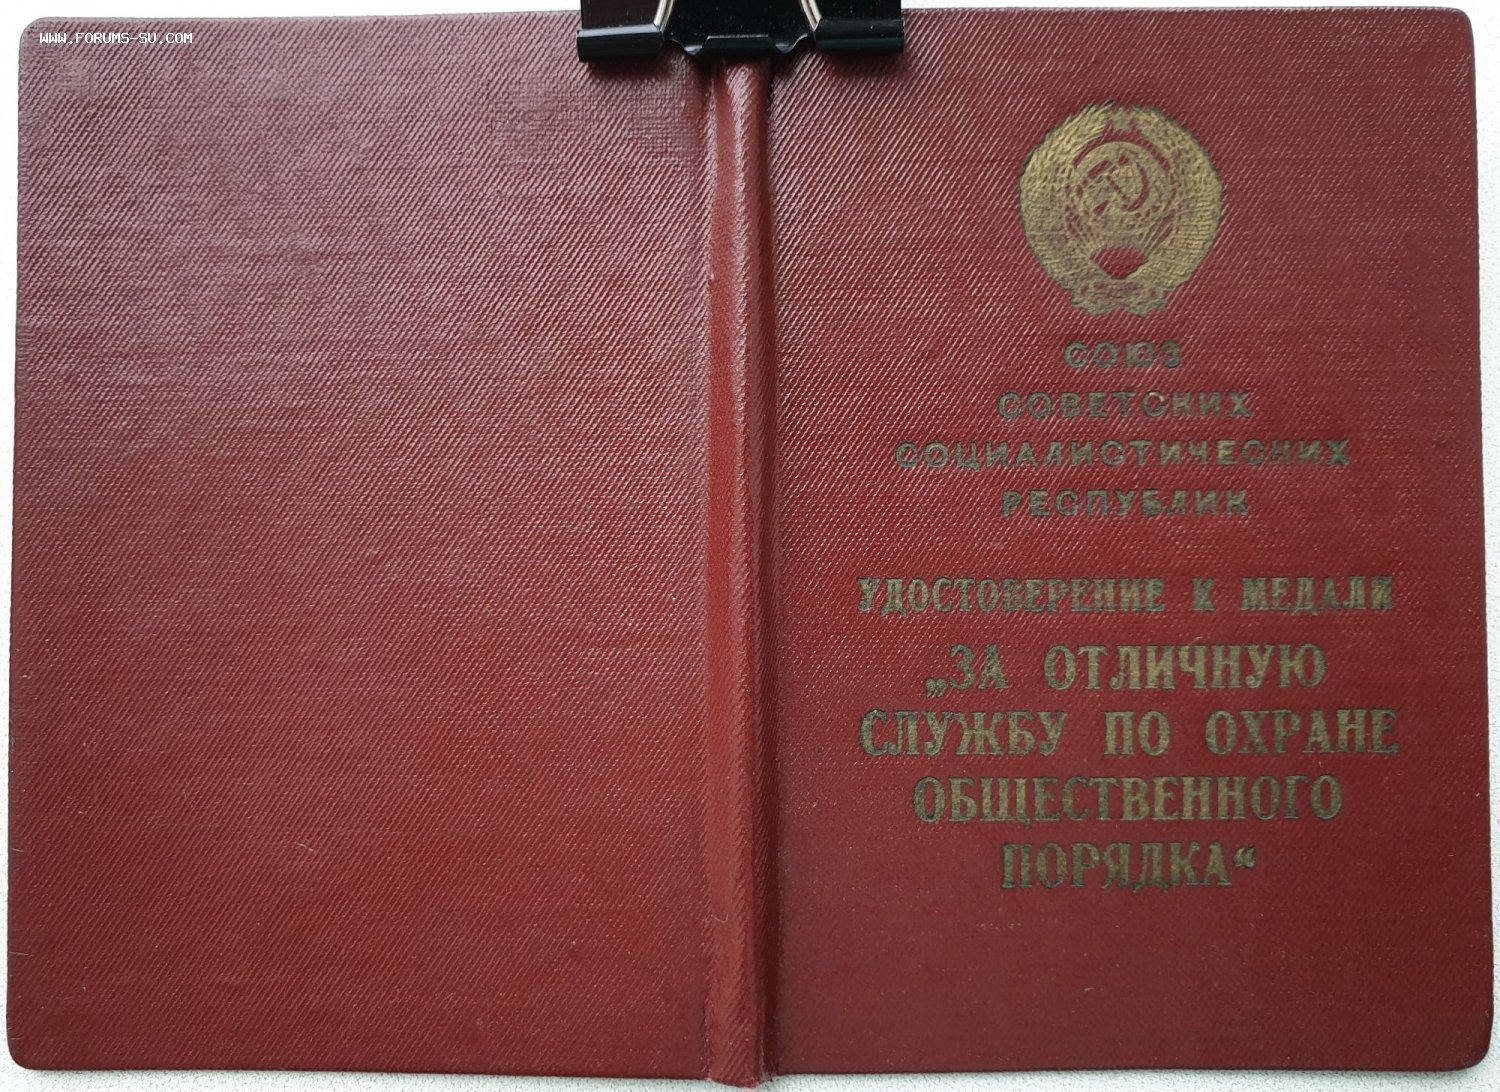 WWW.FORUMS-SU.COM
СОЮЗ
СОВЕТСКИХ
СОЦИАЛИСТИЧЕСКИХ
РЕСПУБЛИК
УДОСТОВЕРЕНИЕ К МЕДАЛИ
„ЗА ОТЛИЧНУЮ
СЛУЖБУ ПО ОХРАНЕ
ОБЩЕСТВЕННОГО
ПОРЯДКА“